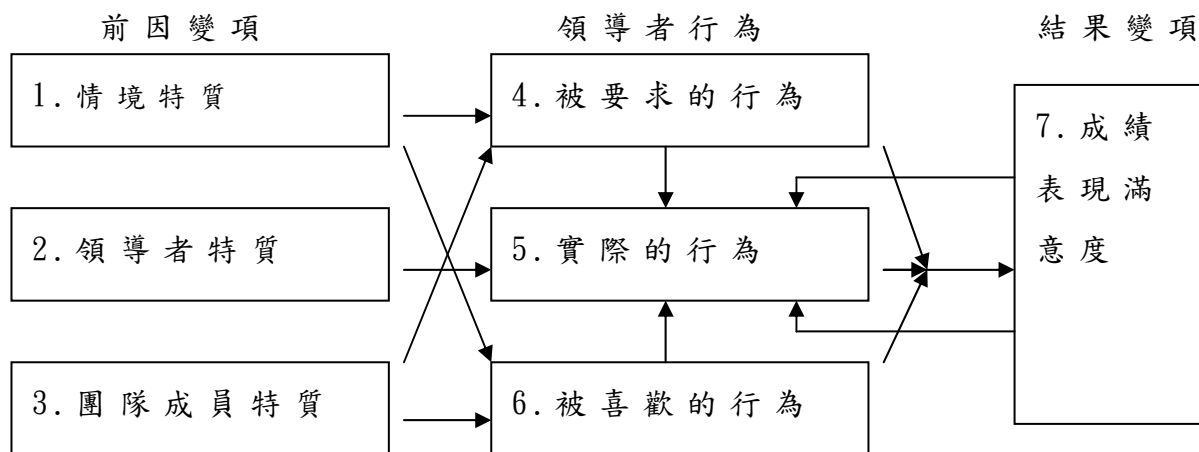 前因變項 領導者行為 結果變項
1.情境特質
4.被要求的行為
7.成績
表現滿
意度
2.領導者特質
5.實際的行為
3.團隊成員特質
6.被喜歡的行為